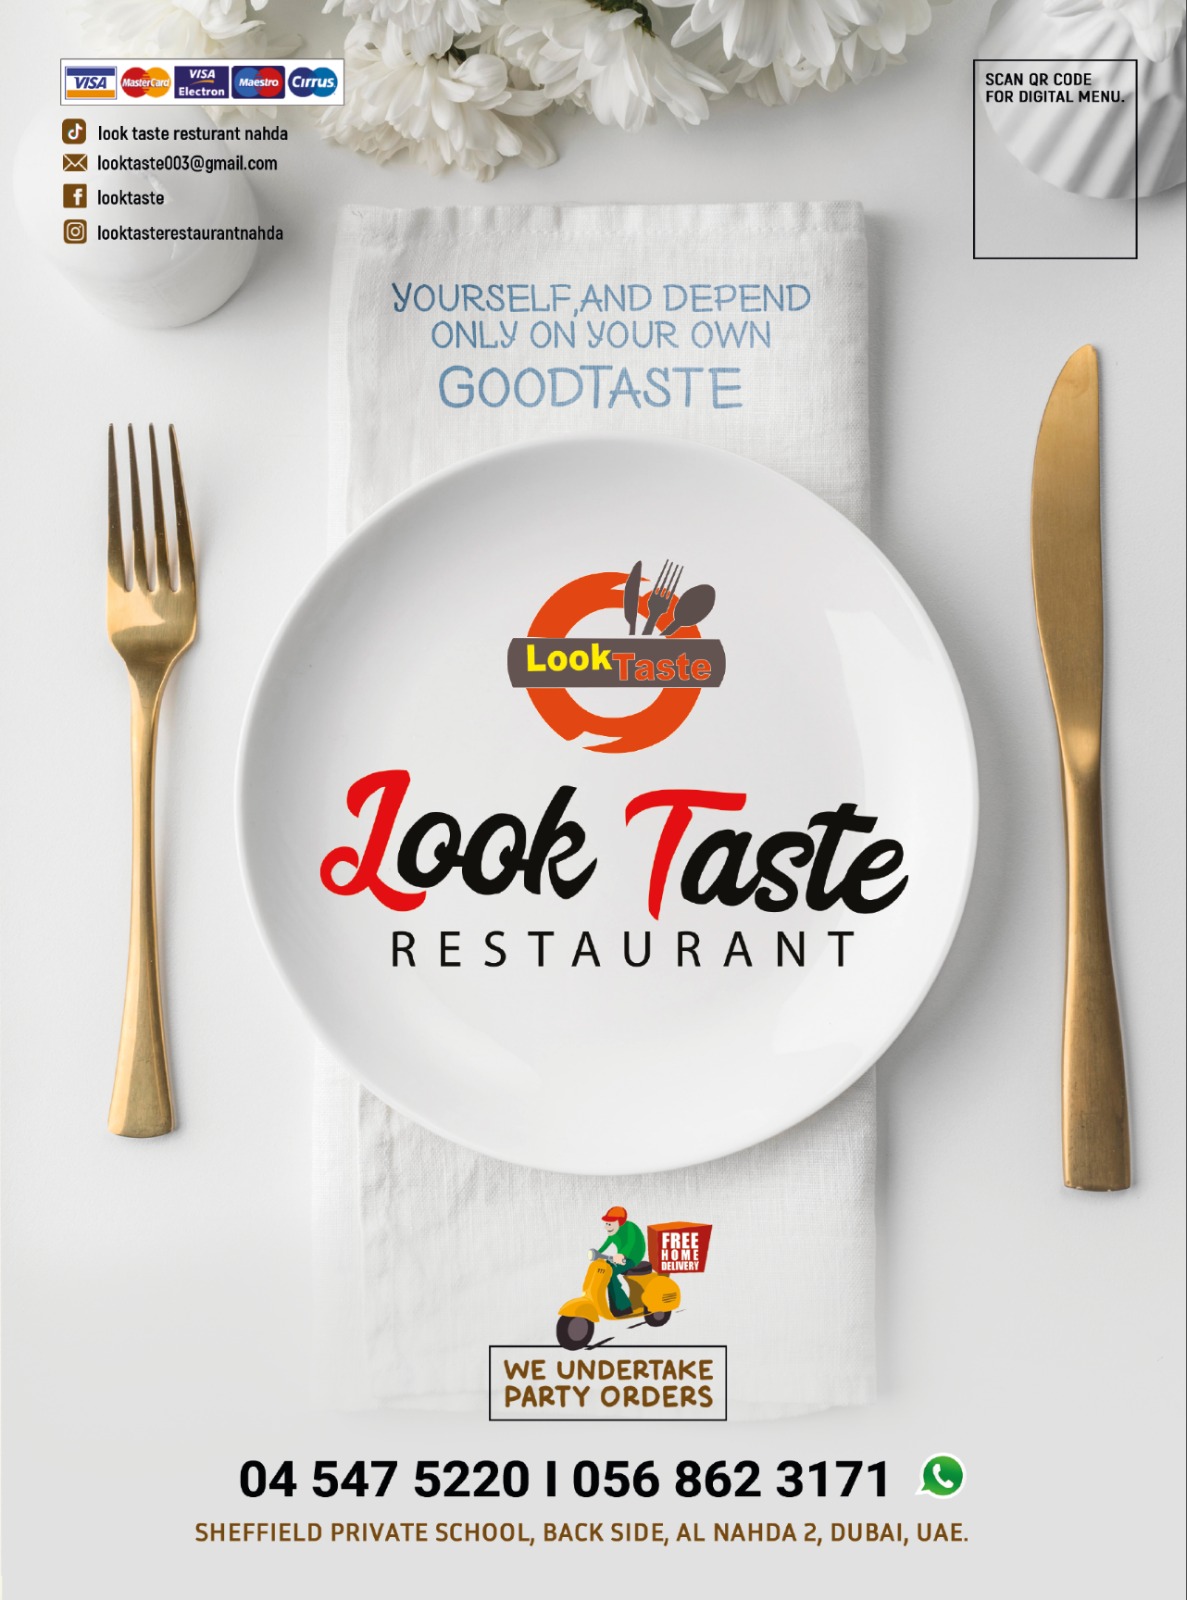 VISA MasterCard VISA Electron Maestro Cirrus
look taste resturant nahda
looktaste003@gmail.com
looktaste
looktasterestaurantnahda
SCAN QR CODE
FOR DIGITAL MENU.
YOURSELF,AND DEPEND
ONLY ON YOUR OWN
GOODTASTE
Look Taste
Look Taste
RESTAURANT
FREE
HOME
DELIVERY
WE UNDERTAKE
PARTY ORDERS
04 547 5220 I 056 862 3171
SHEFFIELD PRIVATE SCHOOL, BACK SIDE, AL NAHDA 2, DUBAI, UAE.